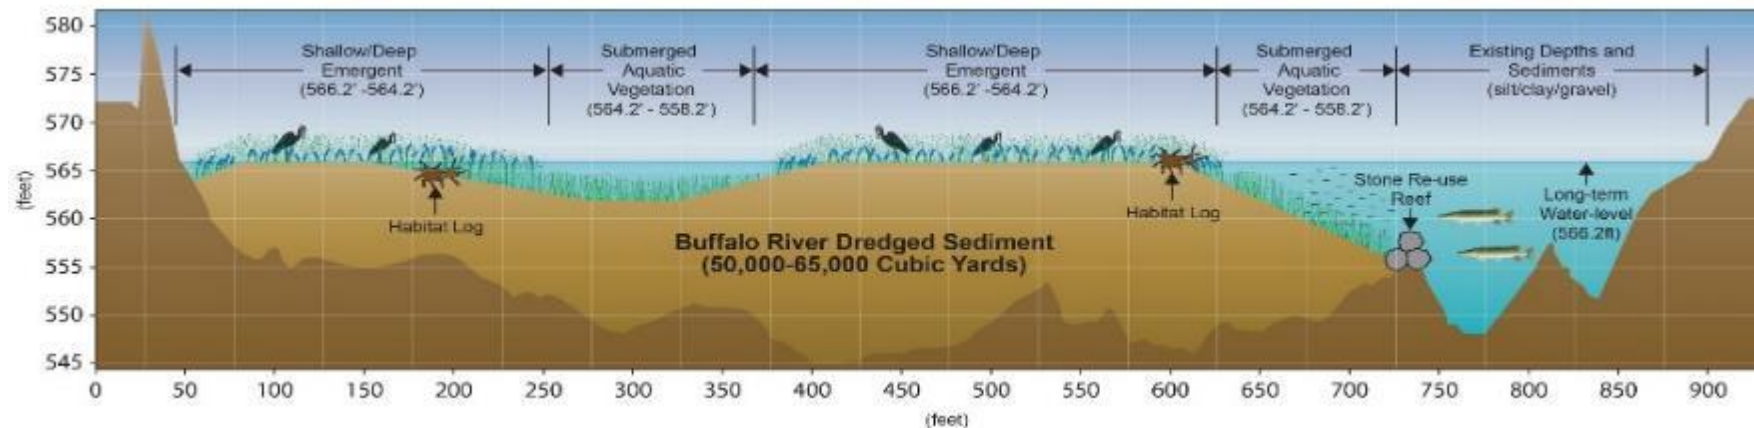 580
575
570
565
560
555
550
545
(feet)
Shallow/Deep
Emergent
(566.2' -564.2')
Submerged
Aquatic
Vegetation
(564.2' - 558.2')
Shallow/Deep
Emergent
(566.2' -564.2')
Submerged
Aquatic
Vegetation
(564.2' - 558.2')
Existing Depths and
Sediments
(silt/clay/gravel)
Habitat Log
Habitat Log
Stone Re-use
Reef
Long-term
Water-level
(566.2ft)
Buffalo River Dredged Sediment
(50,000-65,000 Cubic Yards)
0 50 100 150 200 250 300 350 400 450 500 550 600 650 700 750 800 850 900
(feet)